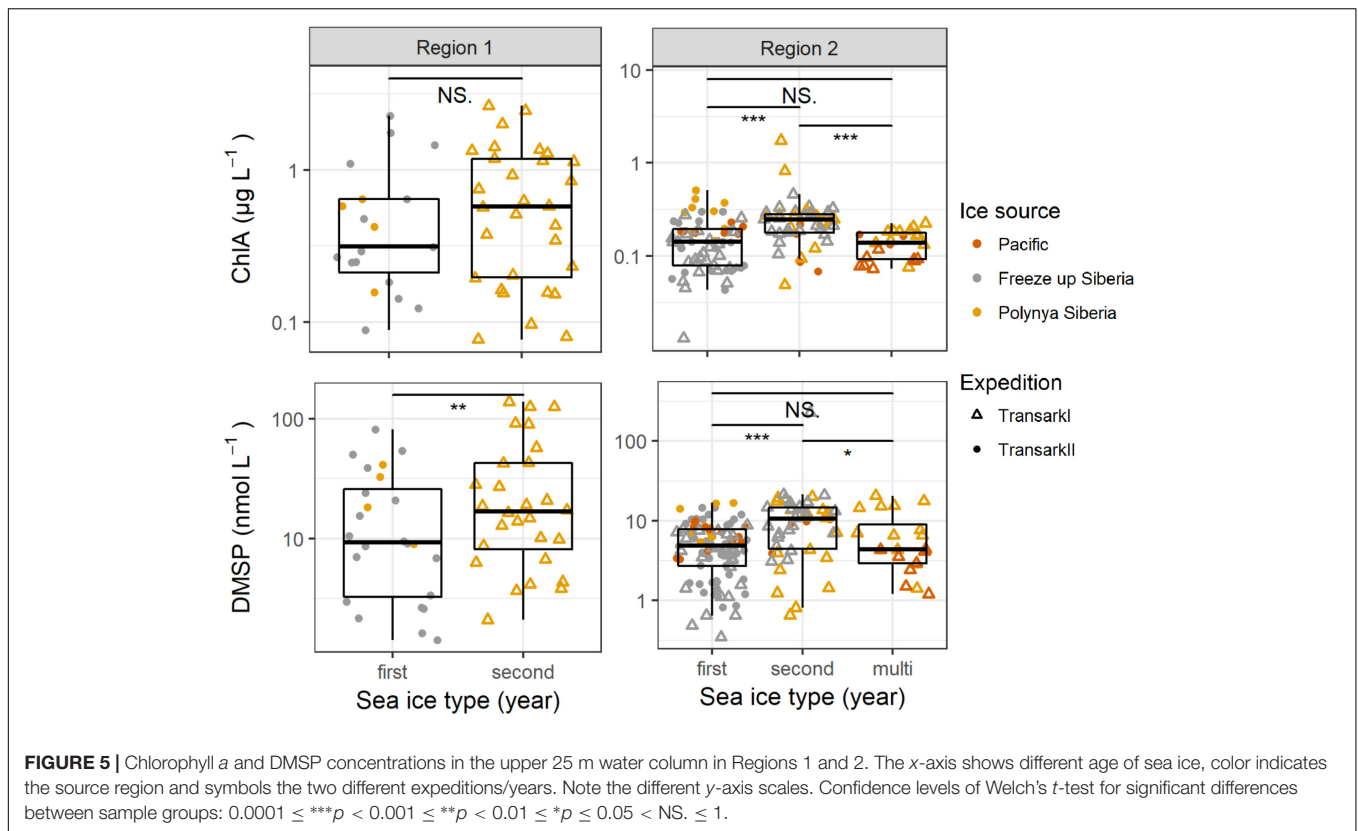 Region 1
Region 2
ChlA (µg L⁻¹)
1
0.1
NS.
10
1
0.1
NS.
***
***
DMSP (nmol L⁻¹)
100
10
**
100
10
1
NS.
***
*
first
second
Sea ice type (year)
first
second
multi
Sea ice type (year)
Ice source
Pacific
Freeze up Siberia
Polynya Siberia
Expedition
TransarkI
TransarkII
FIGURE 5 | Chlorophyll a and DMSP concentrations in the upper 25 m water column in Regions 1 and 2. The x-axis shows different age of sea ice, color indicates
the source region and symbols the two different expeditions/years. Note the different y-axis scales. Confidence levels of Welch's t-test for significant differences
between sample groups: 0.0001 ≤ ***p < 0.001 ≤ **p < 0.01 ≤ *p ≤ 0.05 < NS. ≤ 1.